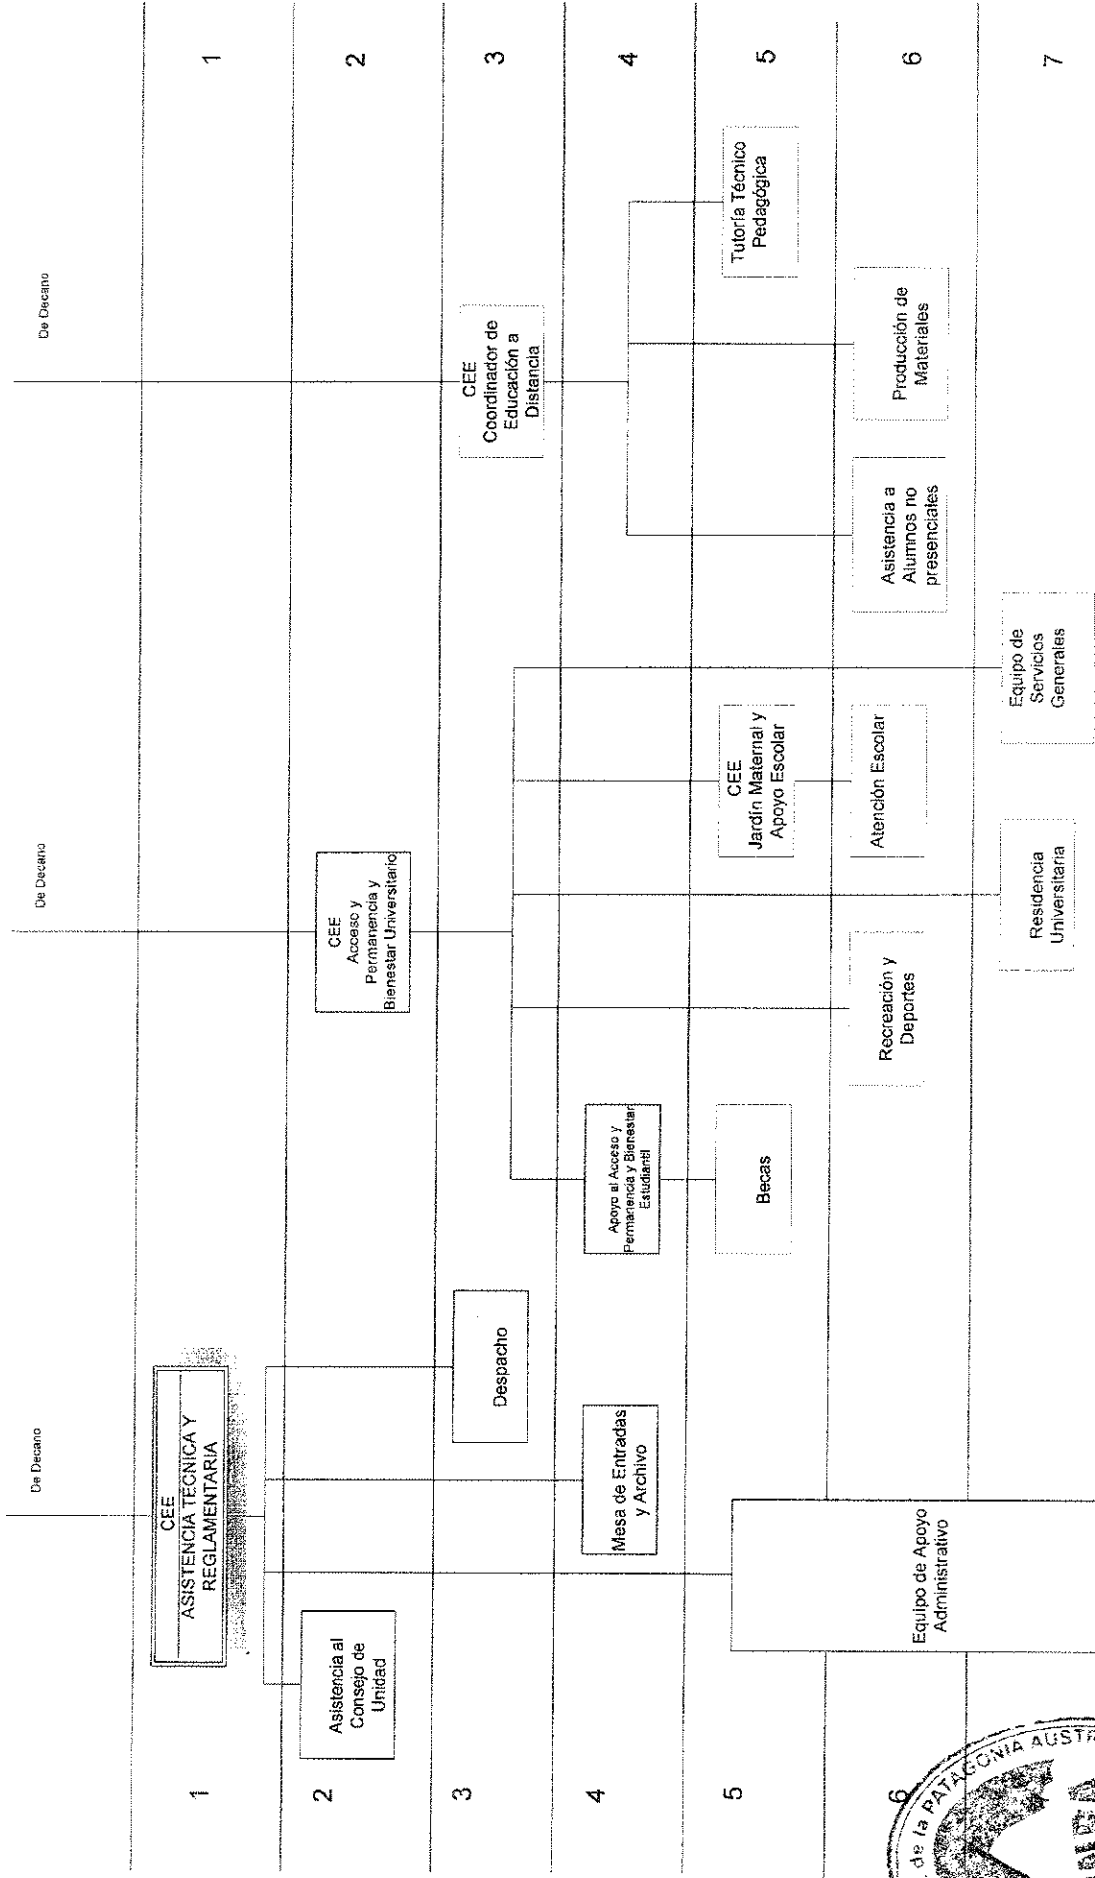 De Decano
De Decano
De Decano
1
CEE
ASISTENCIA TECNICA Y
REGLAMENTARIA
1
2
Asistencia al
Consejo de
Unidad
CEE
Acceso y
Permanencia y
Bienestar Universitario
2
3
Despacho
CEE
Coordinador de
Educación a
Distancia
3
4
Mesa de Entradas
y Archivo
Apoyo al Acceso y
Permanencia y Bienestar
Estudiantil
4
5
Becas
CEE
Jardín Maternal y
Apoyo Escolar
Tutoría Técnico
Pedagógica
5
6
Equipo de Apoyo
Administrativo
Recreación y
Deportes
Atención Escolar
Asistencia a
Alumnos no
presenciales
Producción de
Materiales
6
Residencia
Universitaria
Equipo de
Servicios
Generales
7
de la PATAGONIA AUSTR